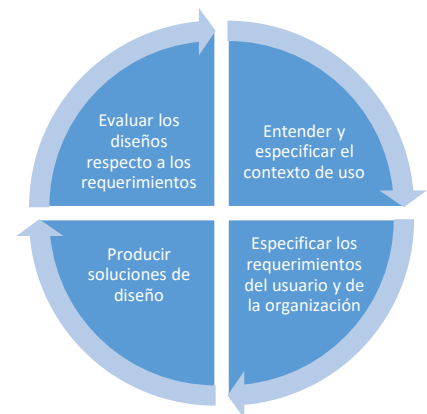 Evaluar los
diseños
respecto a los
requerimientos
Entender y
especificar el
contexto de uso
Producir
soluciones de
diseño
Especificar los
requerimientos
del usuario y de
la organización